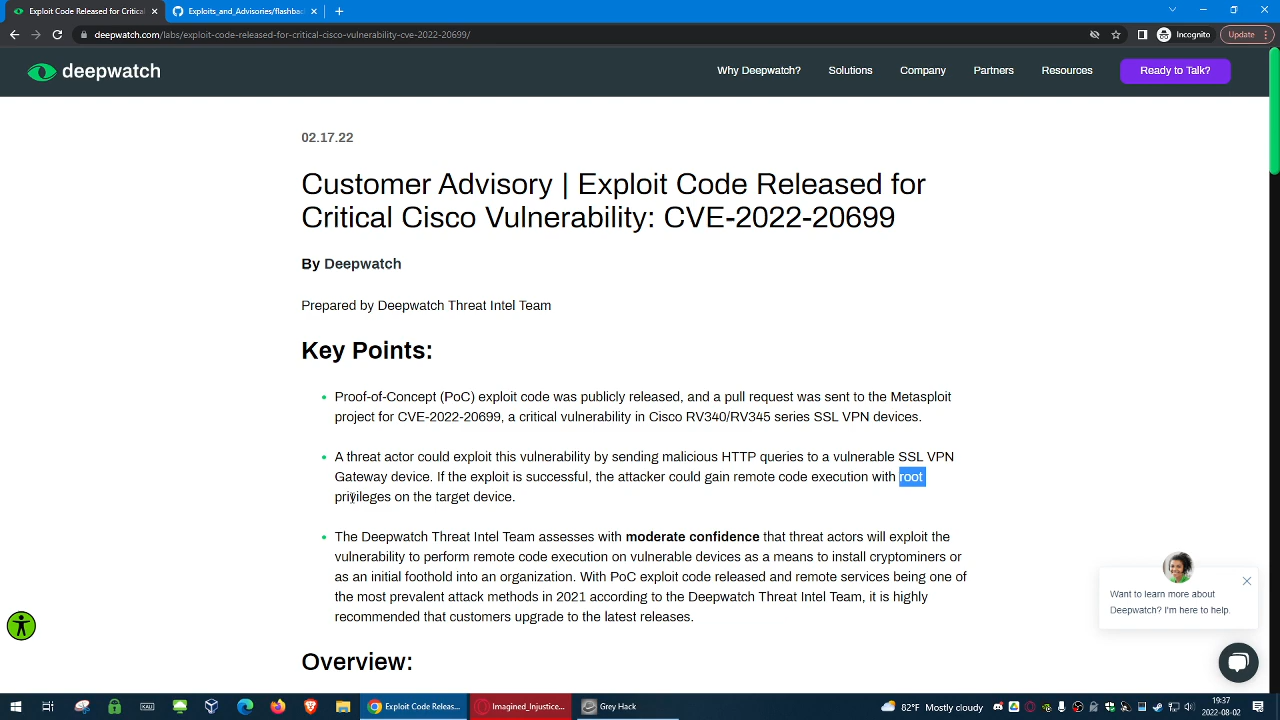 Exploit Code Released for Critical
Exploits_and_Advisories/flashba
deepwatch.com/labs/exploit-code-released-for-critical-cisco-vulnerability-cve-2022-20699/
Incognito
Update
deepwatch
Why Deepwatch?
Solutions
Company
Partners
Resources
Ready to Talk?
02.17.22
Customer Advisory | Exploit Code Released for
Critical Cisco Vulnerability: CVE-2022-20699
By Deepwatch
Prepared by Deepwatch Threat Intel Team
Key Points:
Proof-of-Concept (PoC) exploit code was publicly released, and a pull request was sent to the Metasploit
project for CVE-2022-20699, a critical vulnerability in Cisco RV340/RV345 series SSL VPN devices.
A threat actor could exploit this vulnerability by sending malicious HTTP queries to a vulnerable SSL VPN
Gateway device. If the exploit is successful, the attacker could gain remote code execution with root
privileges on the target device.
The Deepwatch Threat Intel Team assesses with moderate confidence that threat actors will exploit the
vulnerability to perform remote code execution on vulnerable devices as a means to install cryptominers or
as an initial foothold into an organization. With PoC exploit code released and remote services being one of
the most prevalent attack methods in 2021 according to the Deepwatch Threat Intel Team, it is highly
recommended that customers upgrade to the latest releases.
Want to learn more about
Deepwatch? I'm here to help.
Overview:
Exploit Code Releas...
Imagined_Injustice...
Grey Hack
82°F Mostly cloudy
19:37
2022-08-02